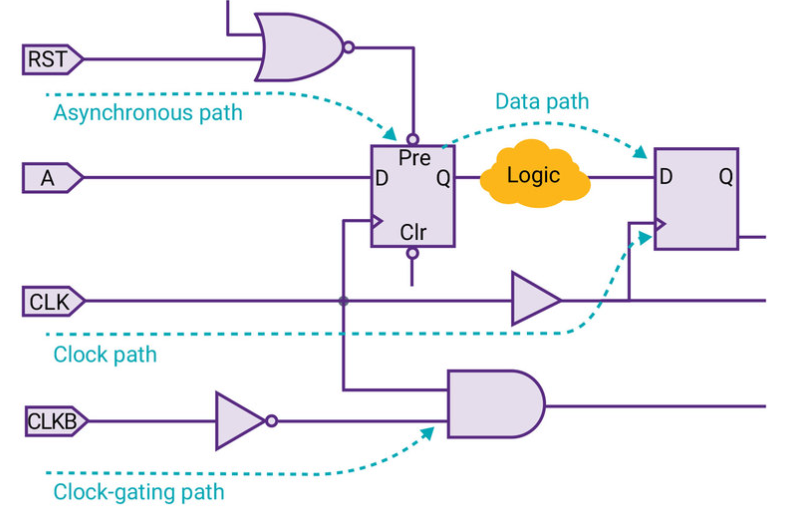 RST
Asynchronous path
Data path
Pre
A
D
Q
Logic
D
Q
Clr
CLK
Clock path
CLKB
Clock-gating path